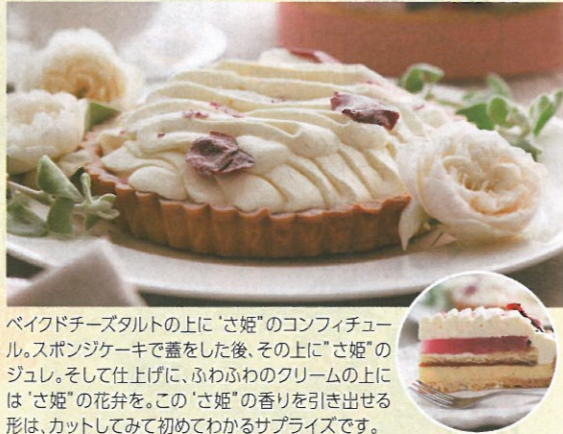 ベイクドチーズタルトの上に‘さ姫”のコンフィチュー
ル。スポンジケーキで蓋をした後、その上に”さ姫”の
ジュレ。そして仕上げに、ふわふわのクリームの上に
は‘さ姫”の花弁を。この‘さ姫”の香りを引き出せる
形は、カットしてみて初めてわかるサプライズです。